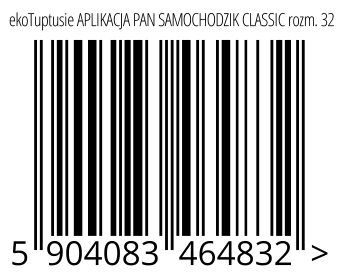 ekoTuptusie APLIKACJA PAN SAMOCHODZIK CLASSIC rozm. 32
5 904083 464832 >